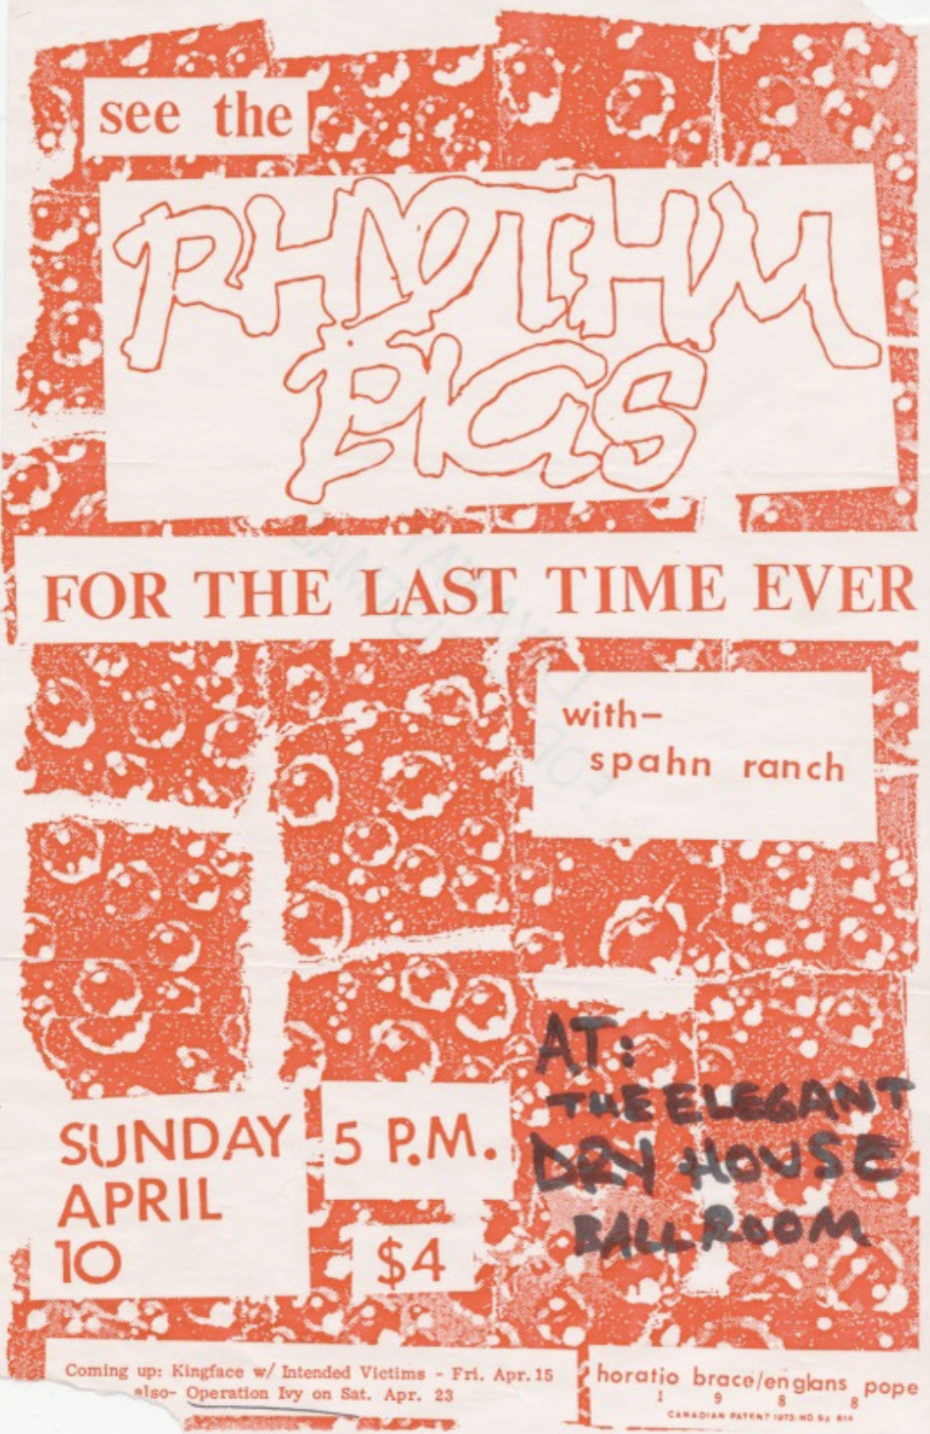 see the
RHYTHM
PIGS
FOR THE LAST TIME EVER
with-
spahn ranch
AT:
THE ELEGANT
DRY HOUSE
BALLROOM
SUNDAY
APRIL
10
5 P.M.
$4
Coming up: Kingface w/ Intended Victims - Fri. Apr. 15
also- Operation Ivy on Sat. Apr. 23
horatio brace/englans pope
1 9 8 8
CANADIAN PATENT 1973. NO